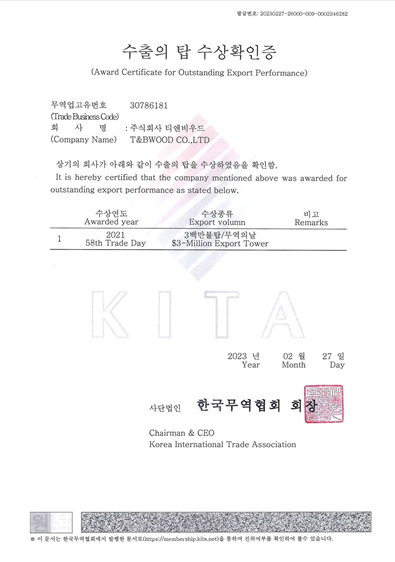 발급번호: 20230227-26000-009-0002946282
수출의 탑 수상확인증
(Award Certificate for Outstanding Export Performance)
무역업고유번호 30786181
(Trade Business Code)
회 사 명 : 주식회사 티앤비우드
(Company Name) T&BWOOD CO.,LTD
상기의 회사가 아래와 같이 수출의 탑을 수상하였음을 확인함.
It is hereby certified that the company mentioned above was awarded for
outstanding export performance as stated below.
수상연도 수상종류 비고
Awarded year Export volumn Remarks
1 2021 3백만불탑/무역의날
58th Trade Day $3-Million Export Tower
KITA
2023 년 02 월 27 일
Year Month Day
사단법인 한국무역협회 회장
Chairman & CEO
Korea International Trade Association
원
※ 이 문서는 한국무역협회에서 발행한 문서로(https://membership.kita.net)을 통하여 진위여부를 확인하여 볼수 있습니다.